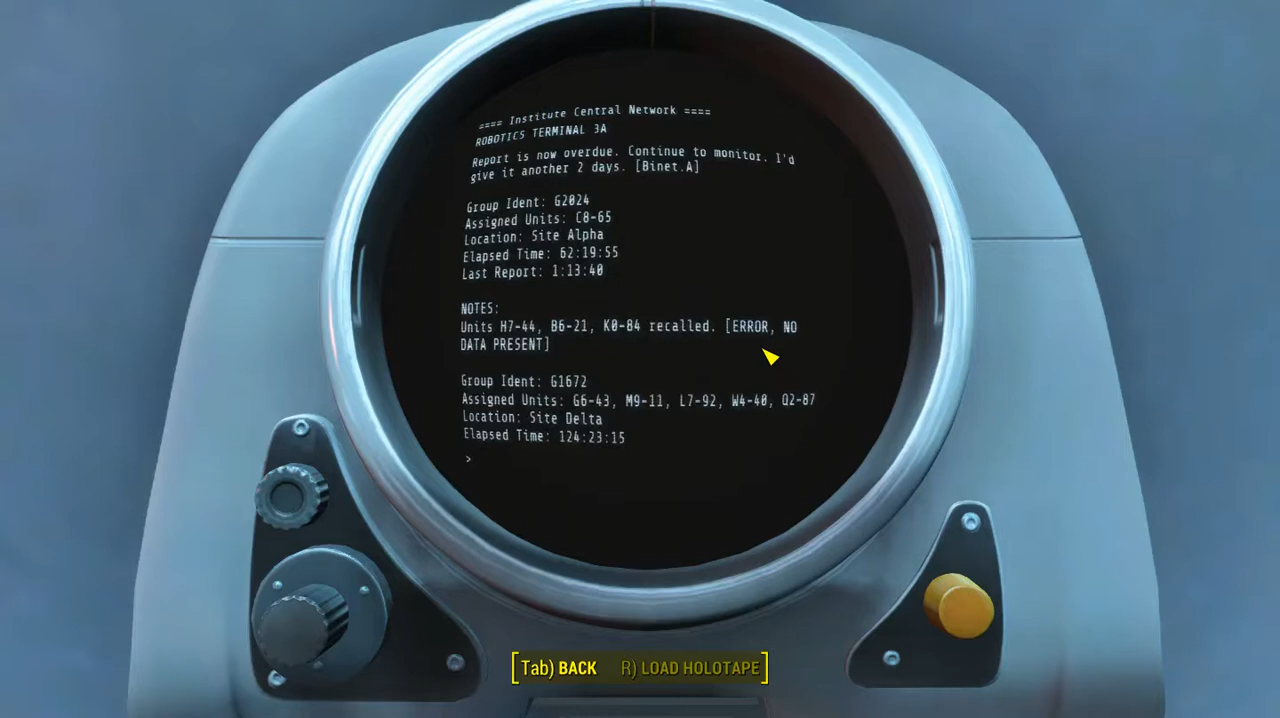 ==== Institute Central Network ====
ROBOTICS TERMINAL 3A
Report is now overdue. Continue to monitor. I'd
give it another 2 days. [Binet.A]
Group Ident: G2024
Assigned Units: C8-65
Location: Site Alpha
Elapsed Time: 62:19:55
Last Report: 1:13:40
NOTES:
Units H7-44, B6-21, K0-84 recalled. [ERROR, NO
DATA PRESENT]
Group Ident: G1672
Assigned Units: G6-43, M9-11, L7-92, W4-40, Q2-87
Location: Site Delta
Elapsed Time: 124:23:15
>
[Tab) BACK R) LOAD HOLOTAPE]